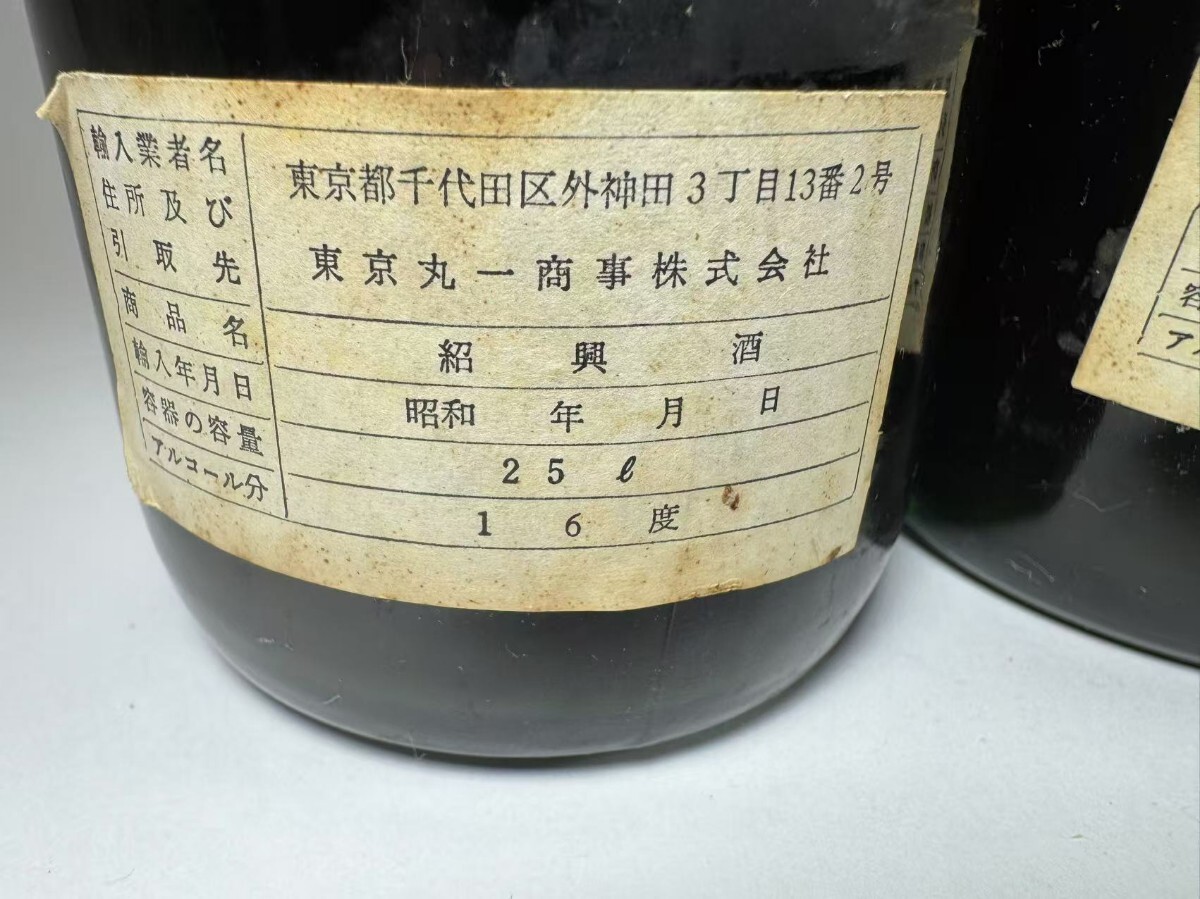 輸入業者名
住所及び
引取先
東京都千代田区外神田3丁目13番2号
東京丸一商事株式会社
商品名
紹興酒
輸入年月日
昭和 年 月 日
容器の容量
25ℓ
アルコール分
16度
容
アル